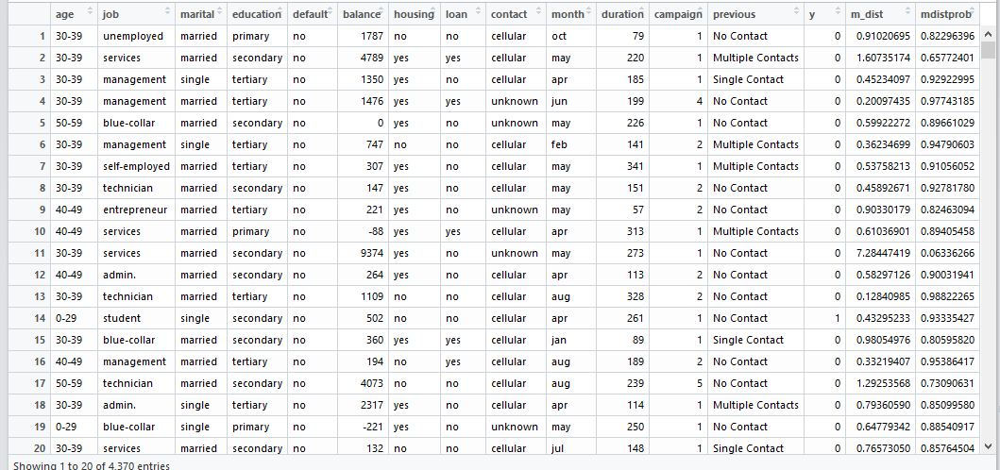 age job marital education default balance housing loan contact month duration campaign previous y m_dist mdistprob
1 30-39 unemployed married primary no 1787 no no cellular oct 79 1 No Contact 0 0.91020695 0.82296396
2 30-39 services married secondary no 4789 yes yes cellular may 220 1 Multiple Contacts 0 1.60735174 0.65772401
3 30-39 management single tertiary no 1350 yes no cellular apr 185 1 Single Contact 0 0.45234097 0.92922995
4 30-39 management married tertiary no 1476 yes yes unknown jun 199 4 No Contact 0 0.20097435 0.97743185
5 50-59 blue-collar married secondary no 0 yes no unknown may 226 1 No Contact 0 0.59922272 0.89661029
6 30-39 management single tertiary no 747 no no cellular feb 141 2 Multiple Contacts 0 0.36234699 0.94790603
7 30-39 self-employed married tertiary no 307 yes no cellular may 341 1 Multiple Contacts 0 0.53758213 0.91056052
8 30-39 technician married secondary no 147 yes no cellular may 151 2 No Contact 0 0.45892671 0.92781780
9 40-49 entrepreneur married tertiary no 221 yes no unknown may 57 2 No Contact 0 0.90330179 0.82463094
10 40-49 services married primary no -88 yes yes cellular apr 313 1 Multiple Contacts 0 0.61036901 0.89405458
11 30-39 services married secondary no 9374 yes no unknown may 273 1 No Contact 0 7.28447419 0.06336266
12 40-49 admin. married secondary no 264 yes no cellular apr 113 2 No Contact 0 0.58297126 0.90031941
13 30-39 technician married tertiary no 1109 no no cellular aug 328 2 No Contact 0 0.12840985 0.98822265
14 0-29 student single secondary no 502 no no cellular apr 261 1 No Contact 1 0.43295233 0.93335427
15 30-39 blue-collar married secondary no 360 yes yes cellular jan 89 1 Single Contact 0 0.98054976 0.80595820
16 40-49 management married tertiary no 194 no yes cellular aug 189 2 No Contact 0 0.33219407 0.95386417
17 50-59 technician married secondary no 4073 no no cellular aug 239 5 No Contact 0 1.29253568 0.73090631
18 30-39 admin. single tertiary no 2317 yes no cellular apr 114 1 Multiple Contacts 0 0.79360590 0.85099580
19 0-29 blue-collar single primary no -221 yes no unknown may 250 1 No Contact 0 0.64779342 0.88540917
20 30-39 services married secondary no 132 no no cellular jul 148 1 Single Contact 0 0.76573050 0.85764504
Showing 1 to 20 of 4,370 entries